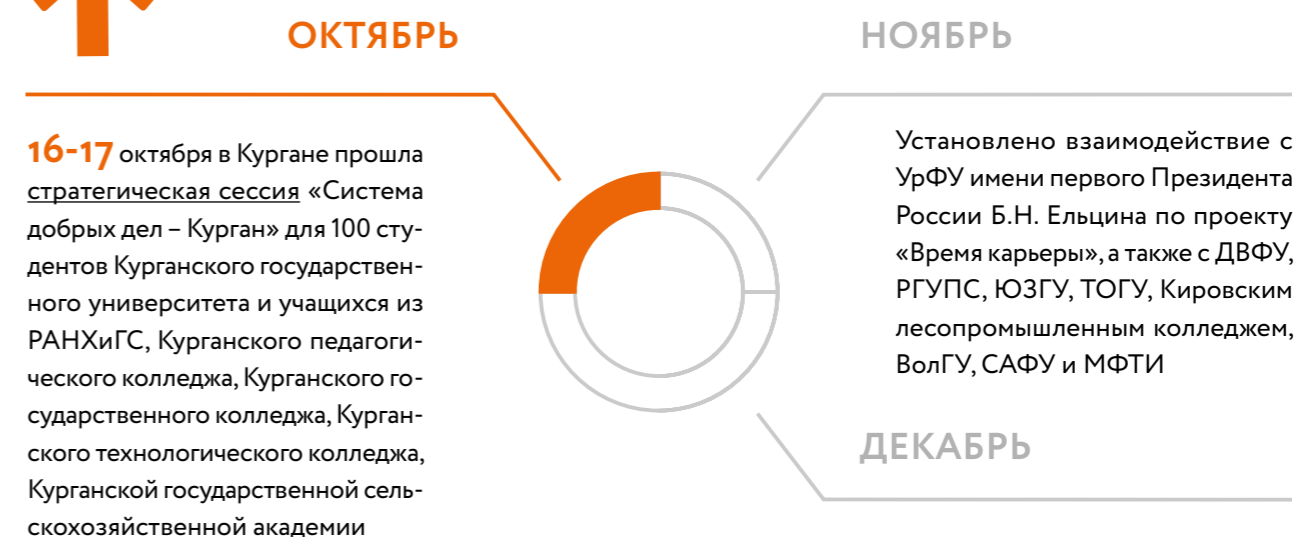 ОКТЯБРЬ
16-17 октября в Кургане прошла
стратегическая сессия «Система
добрых дел – Курган» для 100 сту-
дентов Курганского государствен-
ного университета и учащихся из
РАНХиГС, Курганского педагоги-
ческого колледжа, Курганского го-
сударственного колледжа, Курган-
ского технологического колледжа,
Курганской государственной сель-
скохозяйственной академии
НОЯБРЬ
Установлено взаимодействие с
УрФУ имени первого Президента
России Б.Н. Ельцина по проекту
«Время карьеры», а также с ДВФУ,
РГУПС, ЮЗГУ, ТОГУ, Кировским
лесопромышленным колледжем,
ВолГУ, САФУ и МФТИ
ДЕКАБРЬ